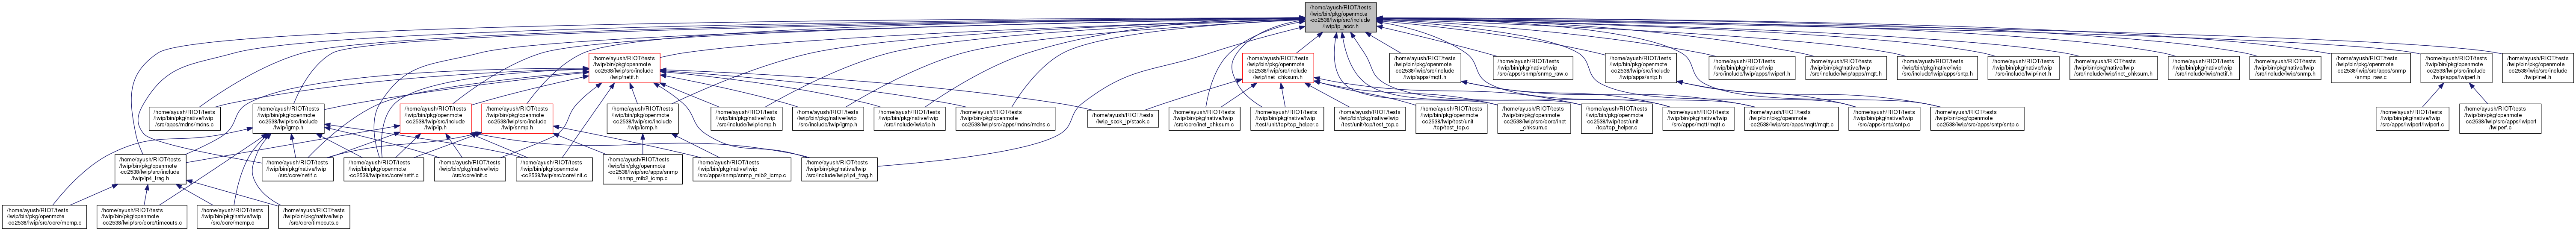 /home/ayush/RIOT/tests
/lwip/bin/pkg/openmote
-cc2538/lwip/src/include
/lwip/ip_addr.h
/home/ayush/RIOT/tests
/lwip/bin/pkg/openmote
-cc2538/lwip/src/include
/lwip/netif.h
/home/ayush/RIOT/tests
/lwip/bin/pkg/openmote
-cc2538/lwip/src/include
/lwip/inet_chksum.h
/home/ayush/RIOT/tests
/lwip/bin/pkg/openmote
-cc2538/lwip/src/include
/lwip/apps/mqtt.h
/home/ayush/RIOT/tests
/lwip/bin/pkg/native/lwip
/src/apps/snmp/snmp_raw.c
/home/ayush/RIOT/tests
/lwip/bin/pkg/openmote
-cc2538/lwip/src/include
/lwip/apps/sntp.h
/home/ayush/RIOT/tests
/lwip/bin/pkg/native/lwip
/src/include/lwip/apps/lwiperf.h
/home/ayush/RIOT/tests
/lwip/bin/pkg/native/lwip
/src/include/lwip/apps/mqtt.h
/home/ayush/RIOT/tests
/lwip/bin/pkg/native/lwip
/src/include/lwip/apps/sntp.h
/home/ayush/RIOT/tests
/lwip/bin/pkg/native/lwip
/src/include/lwip/inet.h
/home/ayush/RIOT/tests
/lwip/bin/pkg/native/lwip
/src/include/lwip/inet_chksum.h
/home/ayush/RIOT/tests
/lwip/bin/pkg/native/lwip
/src/include/lwip/netif.h
/home/ayush/RIOT/tests
/lwip/bin/pkg/native/lwip
/src/include/lwip/snmp.h
/home/ayush/RIOT/tests
/lwip/bin/pkg/openmote
-cc2538/lwip/src/apps/snmp
/snmp_raw.c
/home/ayush/RIOT/tests
/lwip/bin/pkg/openmote
-cc2538/lwip/src/include
/lwip/apps/lwiperf.h
/home/ayush/RIOT/tests
/lwip/bin/pkg/openmote
-cc2538/lwip/src/include
/lwip/inet.h
/home/ayush/RIOT/tests
/lwip/bin/pkg/native/lwip
/src/apps/mdns/mdns.c
/home/ayush/RIOT/tests
/lwip/bin/pkg/openmote
-cc2538/lwip/src/include
/lwip/igmp.h
/home/ayush/RIOT/tests
/lwip/bin/pkg/openmote
-cc2538/lwip/src/include
/lwip/ip.h
/home/ayush/RIOT/tests
/lwip/bin/pkg/openmote
-cc2538/lwip/src/include
/lwip/snmp.h
/home/ayush/RIOT/tests
/lwip/bin/pkg/openmote
-cc2538/lwip/src/include
/lwip/icmp.h
/home/ayush/RIOT/tests
/lwip/bin/pkg/native/lwip
/src/include/lwip/icmp.h
/home/ayush/RIOT/tests
/lwip/bin/pkg/native/lwip
/src/include/lwip/igmp.h
/home/ayush/RIOT/tests
/lwip/bin/pkg/native/lwip
/src/include/lwip/ip.h
/home/ayush/RIOT/tests
/lwip/bin/pkg/openmote
-cc2538/lwip/src/apps/mdns/mdns.c
/home/ayush/RIOT/tests
/lwip_sock_ip/stack.c
/home/ayush/RIOT/tests
/lwip/bin/pkg/native/lwip
/src/core/inet_chksum.c
/home/ayush/RIOT/tests
/lwip/bin/pkg/native/lwip
/test/unit/tcp/tcp_helper.c
/home/ayush/RIOT/tests
/lwip/bin/pkg/native/lwip
/test/unit/tcp/test_tcp.c
/home/ayush/RIOT/tests
/lwip/bin/pkg/openmote
-cc2538/lwip/test/unit
/tcp/test_tcp.c
/home/ayush/RIOT/tests
/lwip/bin/pkg/openmote
-cc2538/lwip/src/core/inet
_chksum.c
/home/ayush/RIOT/tests
/lwip/bin/pkg/openmote
-cc2538/lwip/test/unit
/tcp/tcp_helper.c
/home/ayush/RIOT/tests
/lwip/bin/pkg/native/lwip
/src/apps/mqtt/mqtt.c
/home/ayush/RIOT/tests
/lwip/bin/pkg/openmote
-cc2538/lwip/src/apps/mqtt/mqtt.c
/home/ayush/RIOT/tests
/lwip/bin/pkg/native/lwip
/src/apps/sntp/sntp.c
/home/ayush/RIOT/tests
/lwip/bin/pkg/openmote
-cc2538/lwip/src/apps/sntp/sntp.c
/home/ayush/RIOT/tests
/lwip/bin/pkg/native/lwip
/src/apps/lwiperf/lwiperf.c
/home/ayush/RIOT/tests
/lwip/bin/pkg/openmote
-cc2538/lwip/src/apps/lwiperf
/lwiperf.c
/home/ayush/RIOT/tests
/lwip/bin/pkg/openmote
-cc2538/lwip/src/include
/lwip/ip4_frag.h
/home/ayush/RIOT/tests
/lwip/bin/pkg/native/lwip
/src/core/netif.c
/home/ayush/RIOT/tests
/lwip/bin/pkg/openmote
-cc2538/lwip/src/core/netif.c
/home/ayush/RIOT/tests
/lwip/bin/pkg/native/lwip
/src/core/init.c
/home/ayush/RIOT/tests
/lwip/bin/pkg/openmote
-cc2538/lwip/src/core/init.c
/home/ayush/RIOT/tests
/lwip/bin/pkg/openmote
-cc2538/lwip/src/apps/snmp
/snmp_mib2_icmp.c
/home/ayush/RIOT/tests
/lwip/bin/pkg/native/lwip
/src/apps/snmp/snmp_mib2_icmp.c
/home/ayush/RIOT/tests
/lwip/bin/pkg/native/lwip
/src/include/lwip/ip4_frag.h
/home/ayush/RIOT/tests
/lwip/bin/pkg/openmote
-cc2538/lwip/src/core/memp.c
/home/ayush/RIOT/tests
/lwip/bin/pkg/openmote
-cc2538/lwip/src/core/timeouts.c
/home/ayush/RIOT/tests
/lwip/bin/pkg/native/lwip
/src/core/memp.c
/home/ayush/RIOT/tests
/lwip/bin/pkg/native/lwip
/src/core/timeouts.c